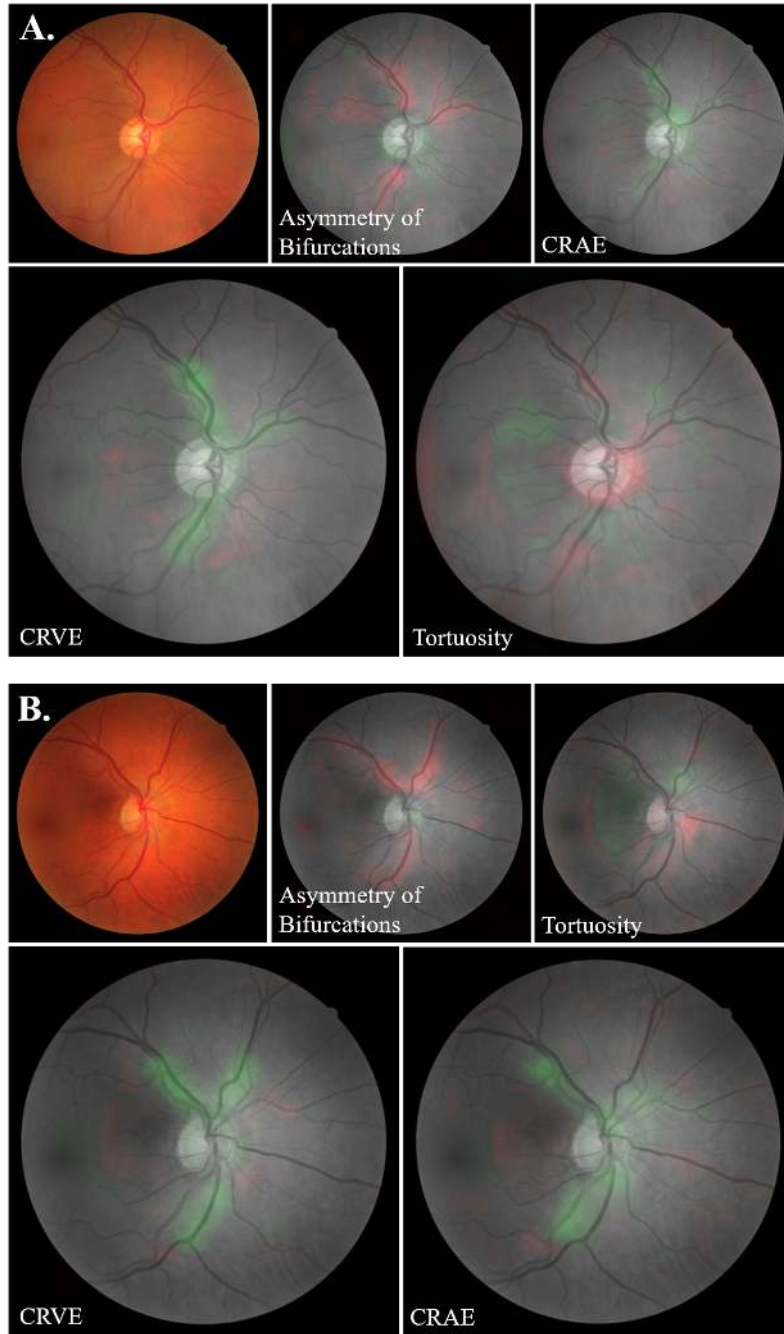 A.
Asymmetry of
Bifurcations
CRAE
CRVE
Tortuosity
B.
Asymmetry of
Bifurcations
Tortuosity
CRVE
CRAE